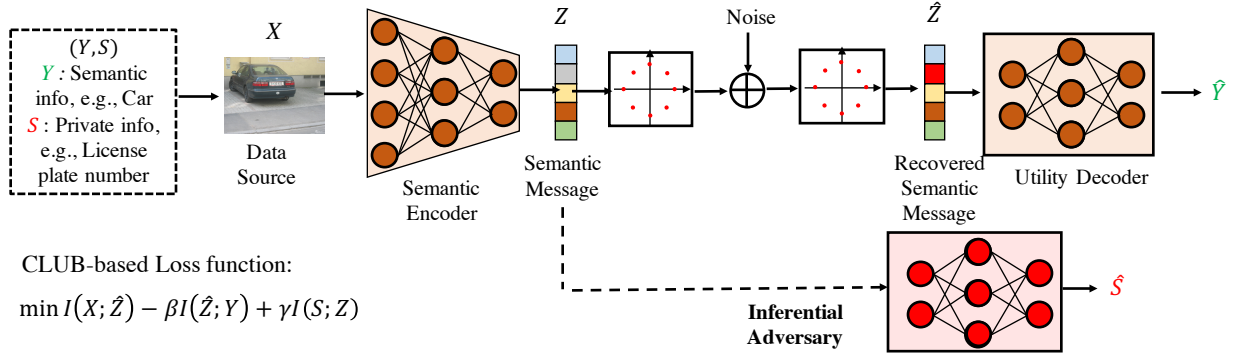 (Y,S)
Y : Semantic
info, e.g., Car
color
S : Private info,
e.g., License
plate number
X
Data
Source
Semantic
Encoder
Z
Semantic
Message
Noise
Ẑ
Recovered
Semantic
Message
Utility Decoder
Ŷ
Inferential
Adversary
Ŝ
CLUB-based Loss function:
min I(X; Ẑ) − βI(Ẑ; Y) + γI(S; Z)